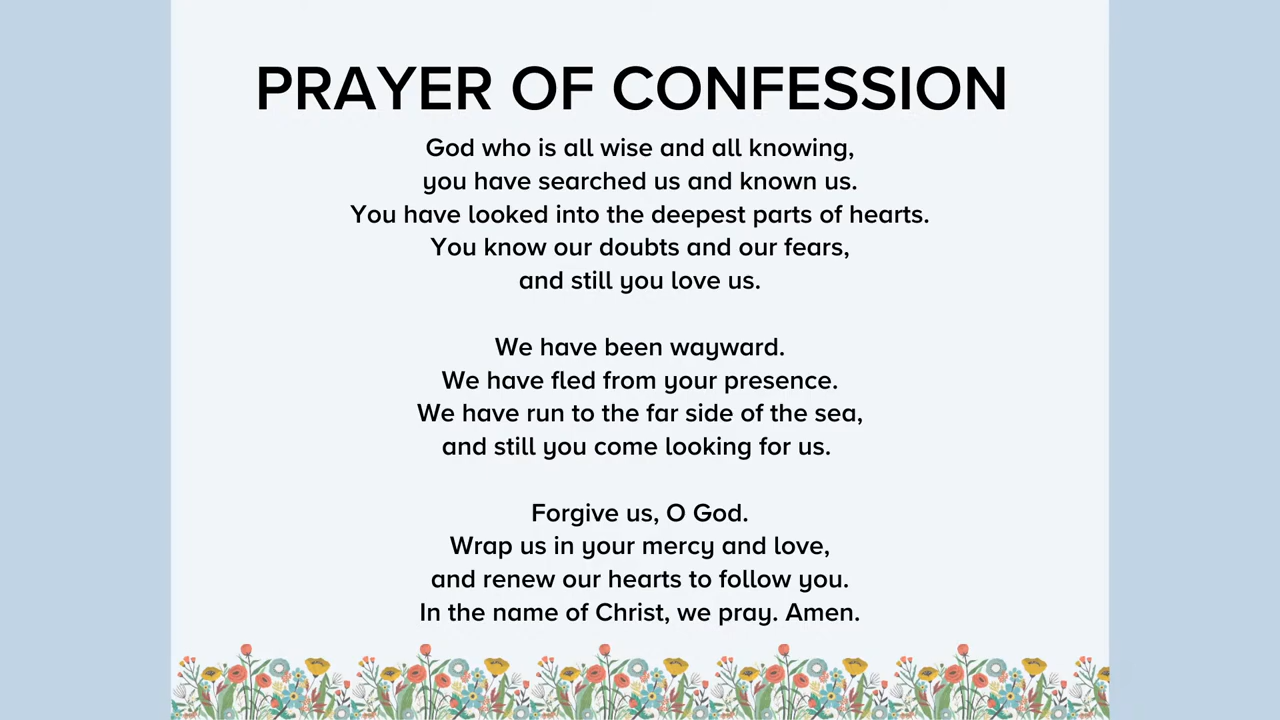 PRAYER OF CONFESSION
God who is all wise and all knowing,
you have searched us and known us.
You have looked into the deepest parts of hearts.
You know our doubts and our fears,
and still you love us.
We have been wayward.
We have fled from your presence.
We have run to the far side of the sea,
and still you come looking for us.
Forgive us, O God.
Wrap us in your mercy and love,
and renew our hearts to follow you.
In the name of Christ, we pray. Amen.